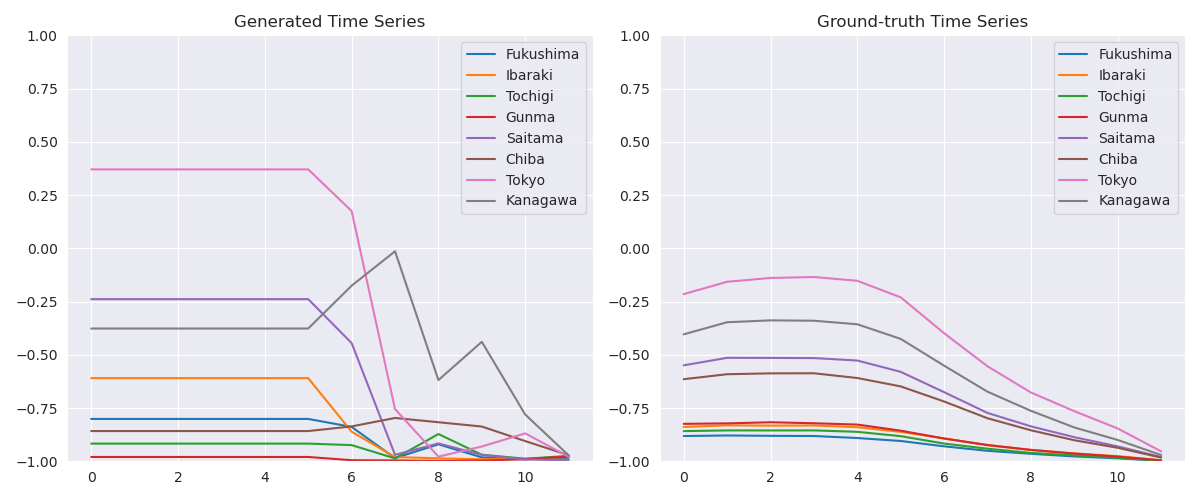 Generated Time Series
1.00
0.75
0.50
0.25
0.00
−0.25
−0.50
−0.75
−1.00
0 2 4 6 8 10
Fukushima
Ibaraki
Tochigi
Gunma
Saitama
Chiba
Tokyo
Kanagawa
Ground-truth Time Series
1.00
0.75
0.50
0.25
0.00
−0.25
−0.50
−0.75
−1.00
0 2 4 6 8 10
Fukushima
Ibaraki
Tochigi
Gunma
Saitama
Chiba
Tokyo
Kanagawa